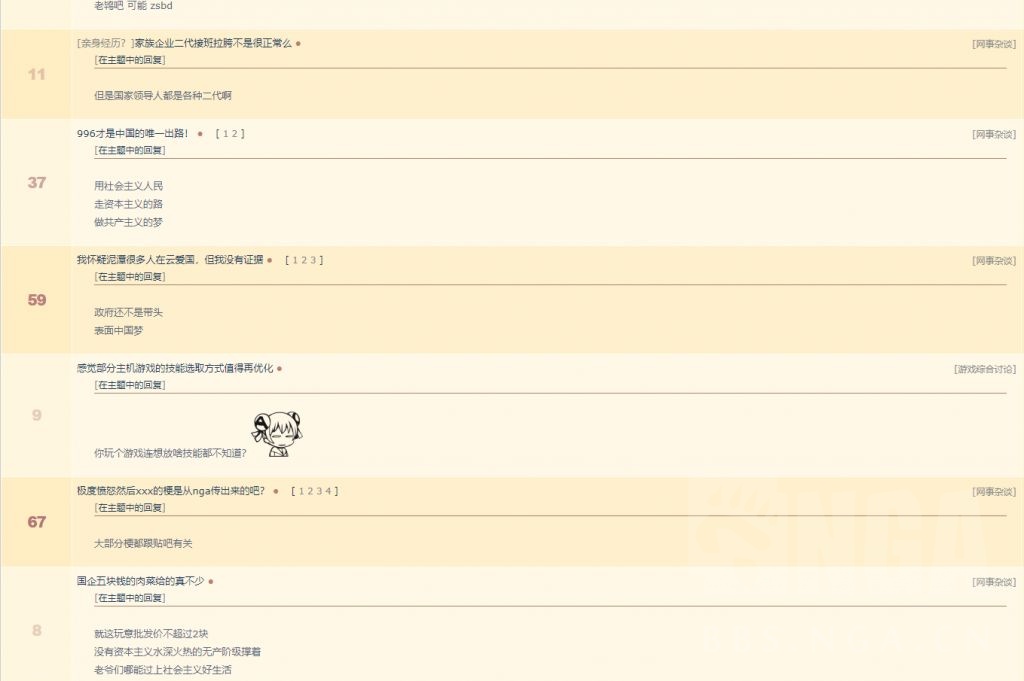 老铹吧 可能 zsbd
[亲身经历？]家族企业二代接班拉胯不是很正常么
[网事杂谈]
[在主题中的回复]
11
但是国家领导人都是各种二代啊
996才是中国的唯一出路！ [ 1 2 ]
[网事杂谈]
[在主题中的回复]
37
用社会主义人民
走资本主义的路
做共产主义的梦
我怀疑泥潭很多人在云爱国，但我没有证据 [ 1 2 3 ]
[网事杂谈]
[在主题中的回复]
59
政府还不是带头
表面中国梦
感觉部分主机游戏的技能选取方式值得再优化
[游戏综合讨论]
[在主题中的回复]
9
你玩个游戏连想放啥技能都不知道？
极度愤怒然后xxx的梗是从nga传出来的吧？ [ 1 2 3 4 ]
[网事杂谈]
[在主题中的回复]
67
大部分梗都跟贴吧有关
NGA
国企五块钱的肉菜给的真不少
[网事杂谈]
[在主题中的回复]
8
就这玩意批发价不超过2块
没有资本主义水深火热的无产阶级撑着
老爷们哪能过上社会主义好生活